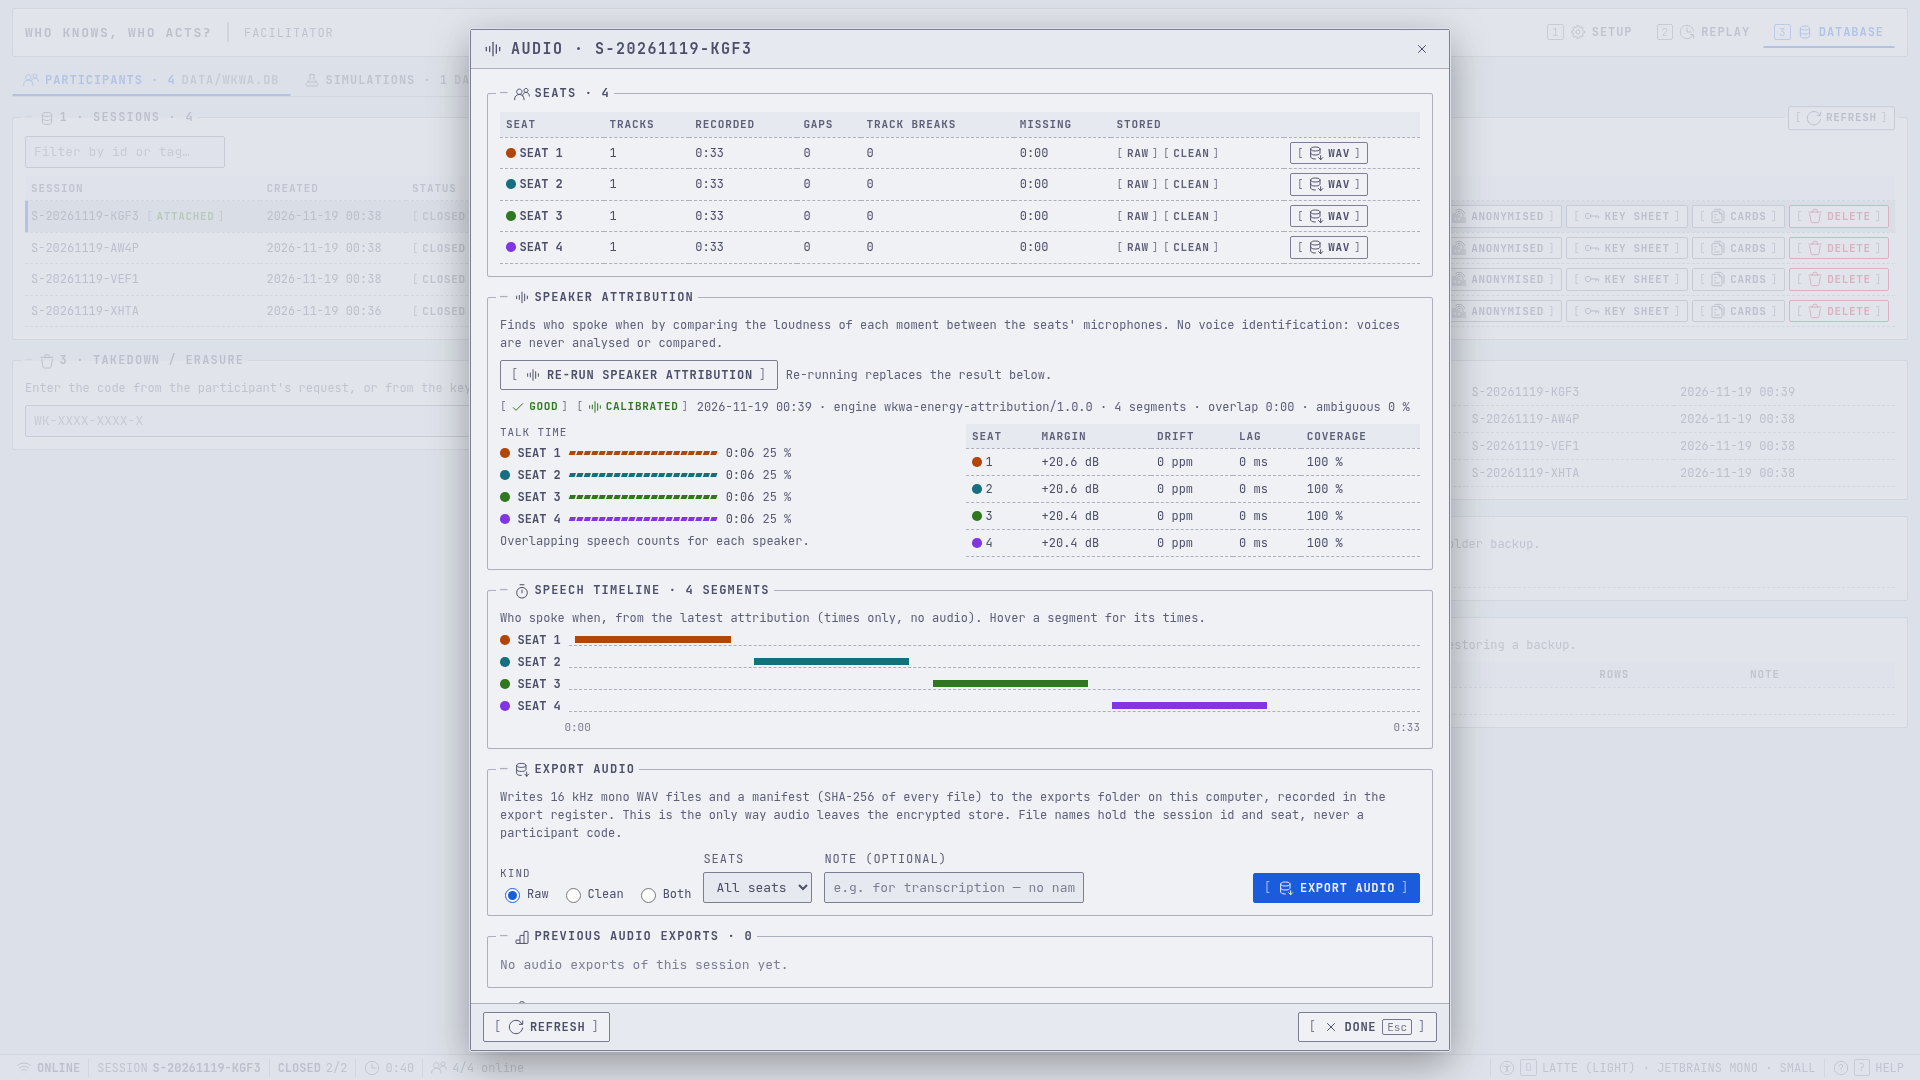 WHO KNOWS, WHO ACTS? FACILITATOR
1 SETUP 2 REPLAY 3 DATABASE
PARTICIPANTS · 4 DATA/WKWA.DB SIMULATIONS · 1 DA
AUDIO · S-20261119-KGF3
1 · SESSIONS · 4
[ REFRESH ]
Filter by id or tag…
SESSION CREATED STATUS
S-20261119-KGF3 [ ATTACHED ] 2026-11-19 00:38 [ CLOSED
ANONYMISED ] [ KEY SHEET ] [ CARDS ] [ DELETE ]
S-20261119-AW4P 2026-11-19 00:38 [ CLOSED
ANONYMISED ] [ KEY SHEET ] [ CARDS ] [ DELETE ]
S-20261119-VEF1 2026-11-19 00:38 [ CLOSED
ANONYMISED ] [ KEY SHEET ] [ CARDS ] [ DELETE ]
S-20261119-XHTA 2026-11-19 00:36 [ CLOSED
ANONYMISED ] [ KEY SHEET ] [ CARDS ] [ DELETE ]
3 · TAKEDOWN / ERASURE
Enter the code from the participant's request, or from the key
WK-XXXX-XXXX-X
S-20261119-KGF3 2026-11-19 00:39
S-20261119-AW4P 2026-11-19 00:38
S-20261119-VEF1 2026-11-19 00:38
S-20261119-XHTA 2026-11-19 00:38
older backup.
estoring a backup.
ROWS NOTE
SEATS · 4
SEAT TRACKS RECORDED GAPS TRACK BREAKS MISSING STORED
SEAT 1 1 0:33 0 0 0:00 [ RAW ] [ CLEAN ] [ WAV ]
SEAT 2 1 0:33 0 0 0:00 [ RAW ] [ CLEAN ] [ WAV ]
SEAT 3 1 0:33 0 0 0:00 [ RAW ] [ CLEAN ] [ WAV ]
SEAT 4 1 0:33 0 0 0:00 [ RAW ] [ CLEAN ] [ WAV ]
SPEAKER ATTRIBUTION
Finds who spoke when by comparing the loudness of each moment between the seats' microphones. No voice identification: voices
are never analysed or compared.
[ RE-RUN SPEAKER ATTRIBUTION ] Re-running replaces the result below.
[ GOOD ] [ CALIBRATED ] 2026-11-19 00:39 · engine wkwa-energy-attribution/1.0.0 · 4 segments · overlap 0:00 · ambiguous 0 %
TALK TIME
SEAT 1 0:06 25 %
SEAT 2 0:06 25 %
SEAT 3 0:06 25 %
SEAT 4 0:06 25 %
Overlapping speech counts for each speaker.
SEAT MARGIN DRIFT LAG COVERAGE
1 +20.6 dB 0 ppm 0 ms 100 %
2 +20.6 dB 0 ppm 0 ms 100 %
3 +20.4 dB 0 ppm 0 ms 100 %
4 +20.4 dB 0 ppm 0 ms 100 %
SPEECH TIMELINE · 4 SEGMENTS
Who spoke when, from the latest attribution (times only, no audio). Hover a segment for its times.
SEAT 1
SEAT 2
SEAT 3
SEAT 4
0:00 0:33
EXPORT AUDIO
Writes 16 kHz mono WAV files and a manifest (SHA-256 of every file) to the exports folder on this computer, recorded in the
export register. This is the only way audio leaves the encrypted store. File names hold the session id and seat, never a
participant code.
KIND SEATS NOTE (OPTIONAL)
Raw Clean Both All seats e.g. for transcription — no nam [ EXPORT AUDIO ]
PREVIOUS AUDIO EXPORTS · 0
No audio exports of this session yet.
[ REFRESH ] [ DONE Esc ]
ONLINE SESSION S-20261119-KGF3 CLOSED 2/2 0:40 4/4 online
D LATTE (LIGHT) · JETBRAINS MONO · SMALL ? HELP